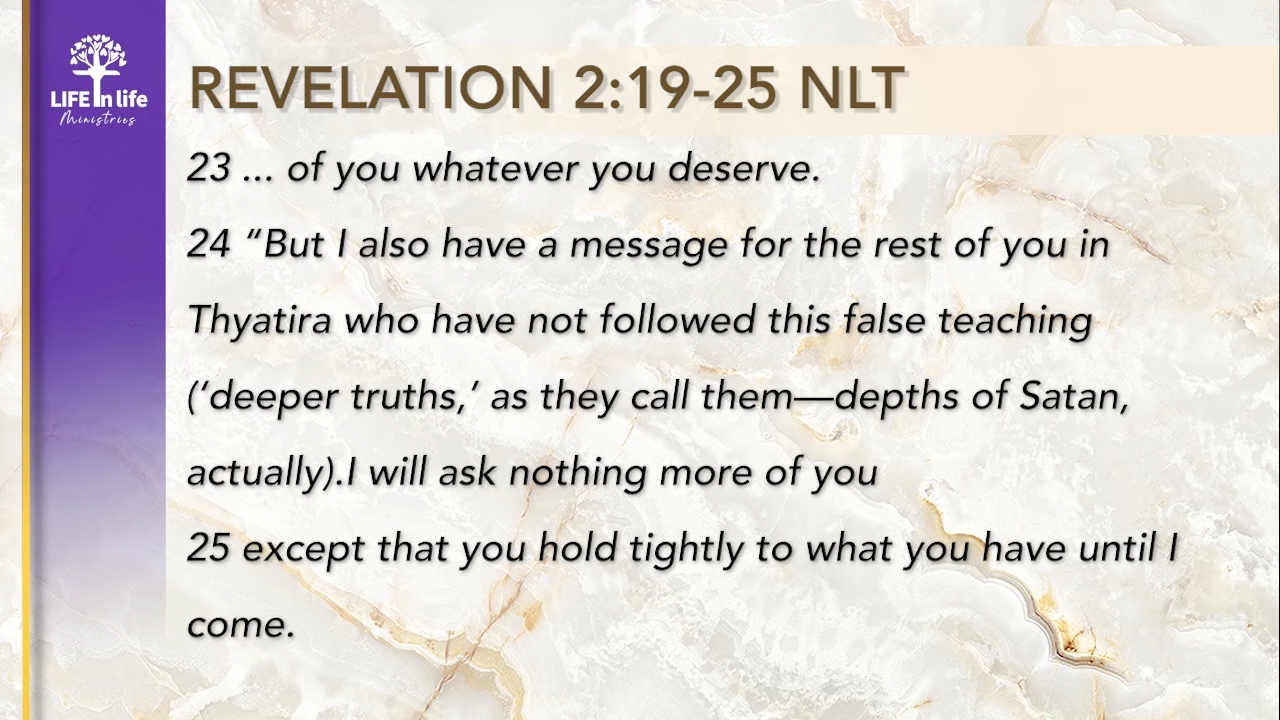 LIFE in life
Ministries
REVELATION 2:19-25 NLT
23 ... of you whatever you deserve.
24 “But I also have a message for the rest of you in
Thyatira who have not followed this false teaching
(‘deeper truths,’ as they call them—depths of Satan,
actually).I will ask nothing more of you
25 except that you hold tightly to what you have until I
come.